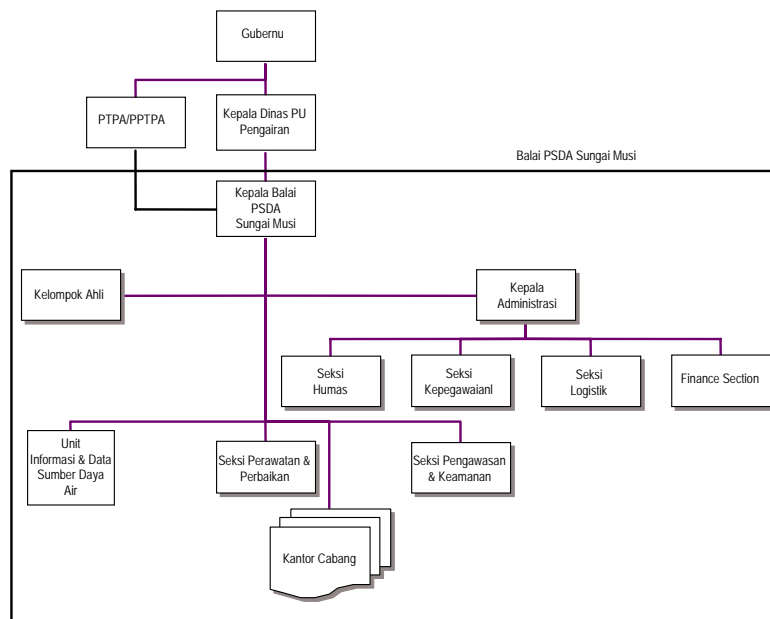 Gubernu
PTPA/PPTPA
Kepala Dinas PU
Pengairan
Balai PSDA Sungai Musi
Kepala Balai
PSDA
Sungai Musi
Kelompok Ahli
Kepala
Administrasi
Seksi
Humas
Seksi
Kepegawaianl
Seksi
Logistik
Finance Section
Unit
Informasi & Data
Sumber Daya
Air
Seksi Perawatan &
Perbaikan
Seksi Pengawasan
& Keamanan
Kantor Cabang